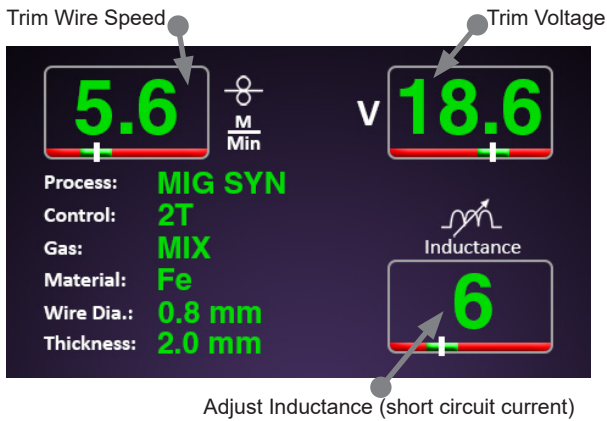 Trim Wire Speed
Trim Voltage
5.6
M
Min
V
18.6
Process: MIG SYN
Control: 2T
Gas: MIX
Material: Fe
Wire Dia.: 0.8 mm
Thickness: 2.0 mm
Inductance
6
Adjust Inductance (short circuit current)